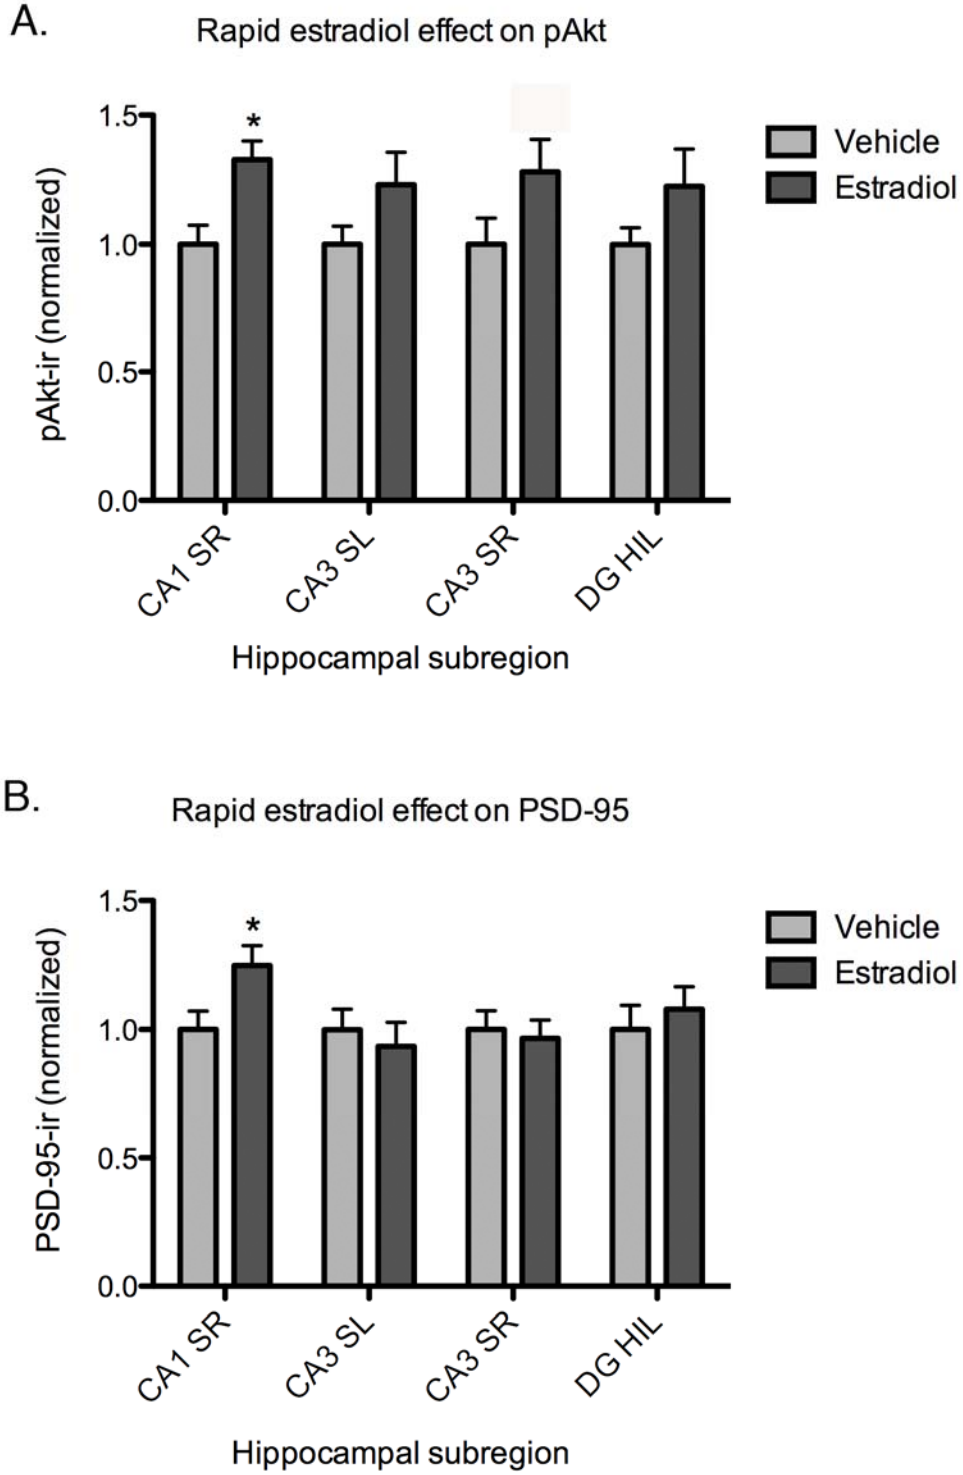 A.
Rapid estradiol effect on pAkt
1.5
1.0
0.5
0.0
pAkt-ir (normalized)
*
Vehicle
Estradiol
CA1 SR
CA3 SL
CA3 SR
DG HIL
Hippocampal subregion
B.
Rapid estradiol effect on PSD-95
1.5
1.0
0.5
0.0
PSD-95-ir (normalized)
*
Vehicle
Estradiol
CA1 SR
CA3 SL
CA3 SR
DG HIL
Hippocampal subregion